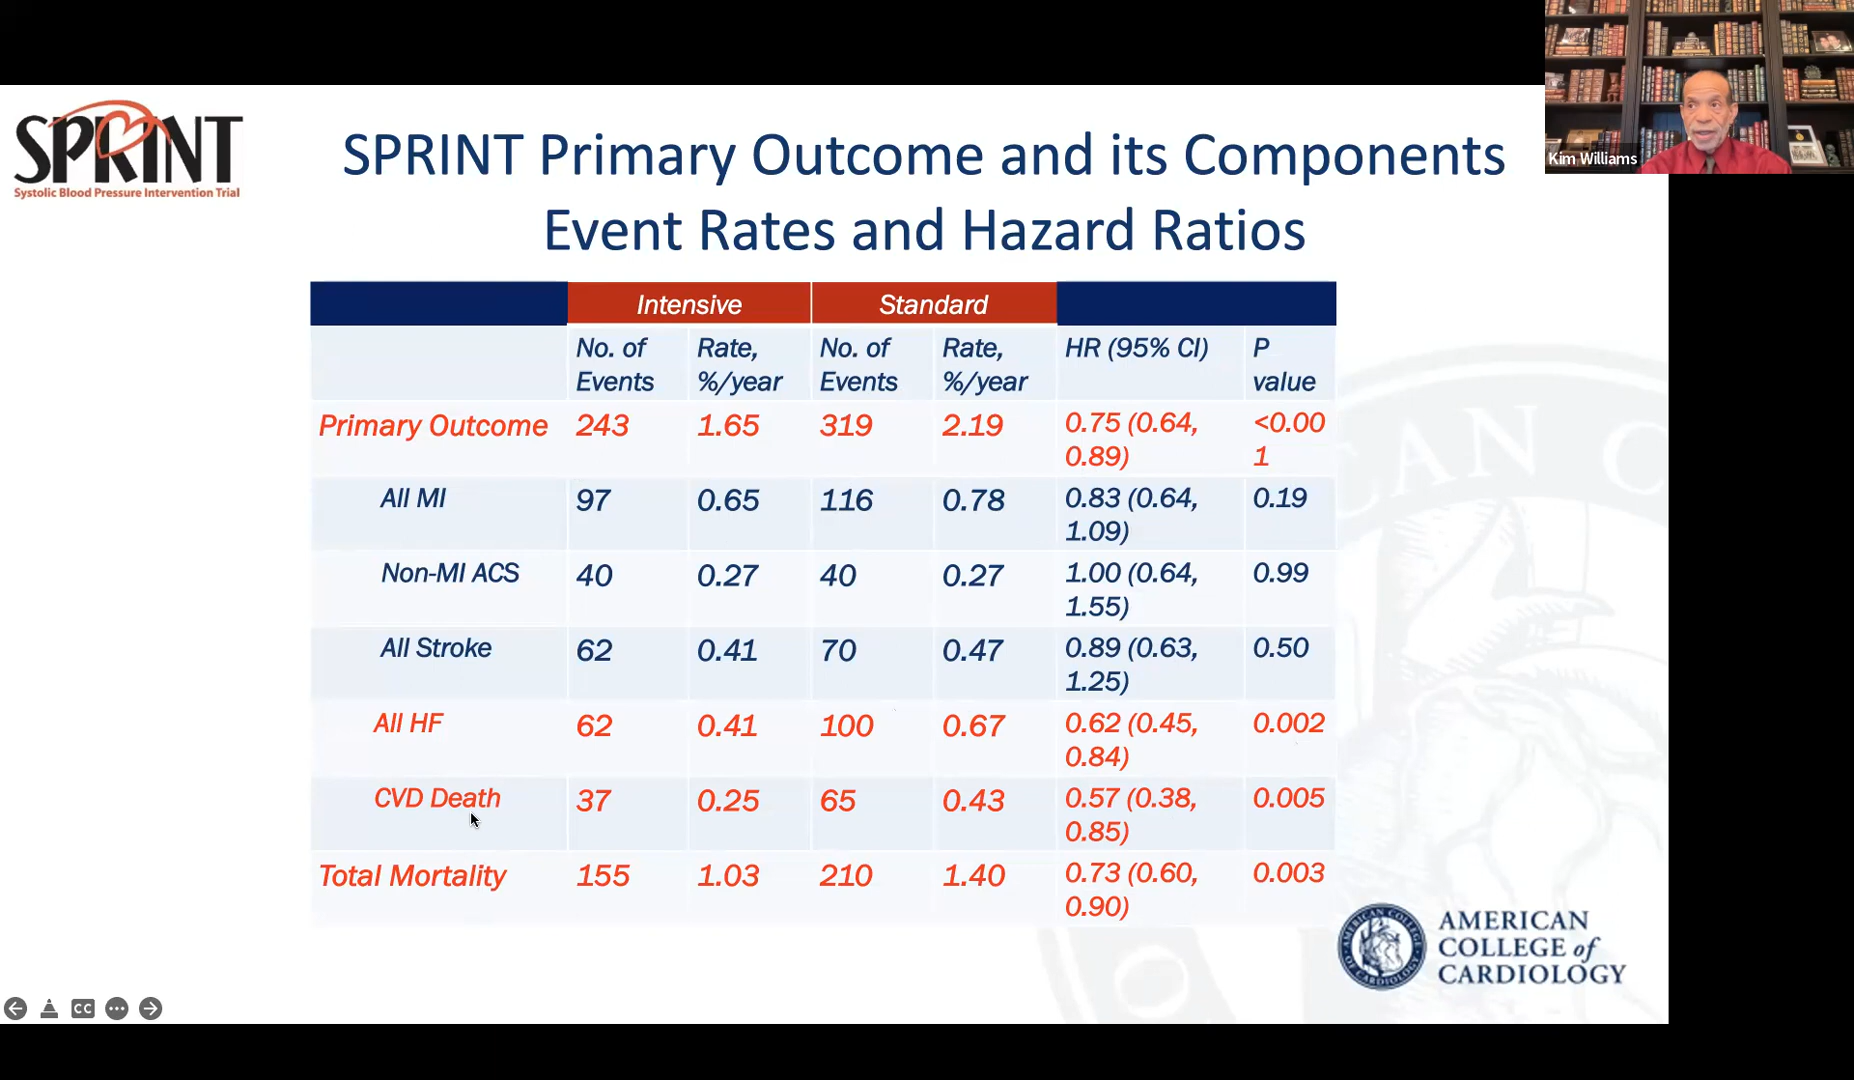 Kim Williams
SPRINT
Systolic Blood Pressure Intervention Trial
SPRINT Primary Outcome and its Components
Event Rates and Hazard Ratios
Intensive Standard
No. of Events Rate, %/year No. of Events Rate, %/year HR (95% CI) P value
Primary Outcome 243 1.65 319 2.19 0.75 (0.64, 0.89) <0.001
All MI 97 0.65 116 0.78 0.83 (0.64, 1.09) 0.19
Non-MI ACS 40 0.27 40 0.27 1.00 (0.64, 1.55) 0.99
All Stroke 62 0.41 70 0.47 0.89 (0.63, 1.25) 0.50
All HF 62 0.41 100 0.67 0.62 (0.45, 0.84) 0.002
CVD Death 37 0.25 65 0.43 0.57 (0.38, 0.85) 0.005
Total Mortality 155 1.03 210 1.40 0.73 (0.60, 0.90) 0.003
AMERICAN
COLLEGE of
CARDIOLOGY
CC